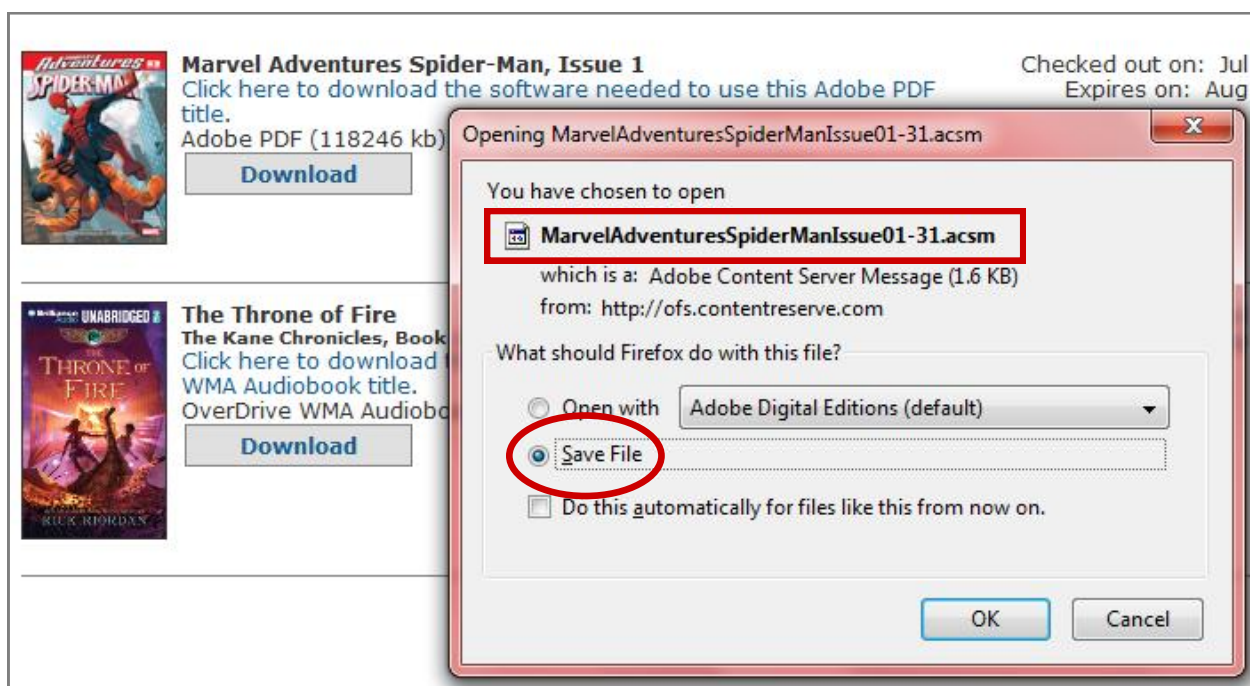 Adventures
SPIDER-MAN
Marvel Adventures Spider-Man, Issue 1
Click here to download the software needed to use this Adobe PDF
title.
Adobe PDF (118246 kb)
Download
Checked out on: Jul
Expires on: Aug
UNABRIDGED
THE
THRONE OF
FIRE
RICK RIORDAN
The Throne of Fire
The Kane Chronicles, Book
Click here to download
WMA Audiobook title.
OverDrive WMA Audiobo
Download
Opening MarvelAdventuresSpiderManIssue01-31.acsm
You have chosen to open
MarvelAdventuresSpiderManIssue01-31.acsm
which is a: Adobe Content Server Message (1.6 KB)
from: http://ofs.contentreserve.com
What should Firefox do with this file?
Open with Adobe Digital Editions (default)
Save File
Do this automatically for files like this from now on.
OK Cancel